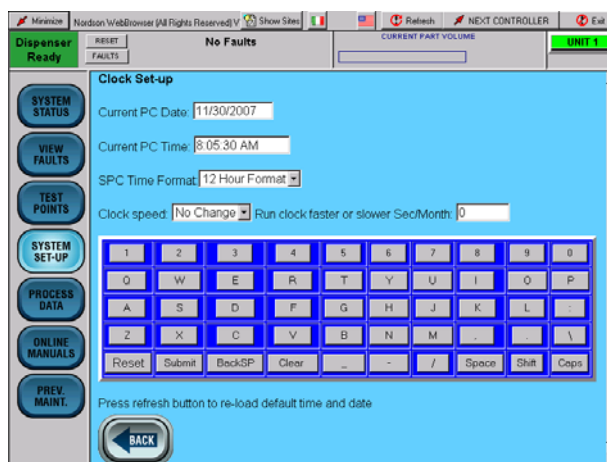 Minimize Nordson WebBrowser (All Rights Reserved) V Show Sites Refresh NEXT CONTROLLER Exit
Dispenser Ready RESET FAULTS No Faults CURRENT PART VOLUME UNIT 1
Clock Set-up
SYSTEM STATUS
Current PC Date: 11/30/2007
VIEW FAULTS
Current PC Time: 8:05:30 AM
SPC Time Format: 12 Hour Format
TEST POINTS
Clock speed: No Change Run clock faster or slower Sec/Month: 0
SYSTEM SET-UP
1 2 3 4 5 6 7 8 9 0
Q W E R T Y U I O P
PROCESS DATA
A S D F G H J K L :
ONLINE MANUALS
Z X C V B N M , . \
Reset Submit BackSP Clear _ - / Space Shift Caps
PREV. MAINT.
Press refresh button to re-load default time and date
BACK